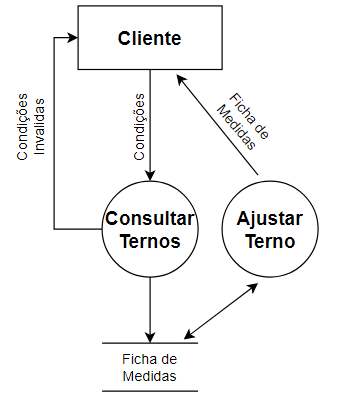 Cliente
Condições
Invalidas
Condições
Ficha de
Medidas
Consultar
Ternos
Ajustar
Terno
Ficha de
Medidas